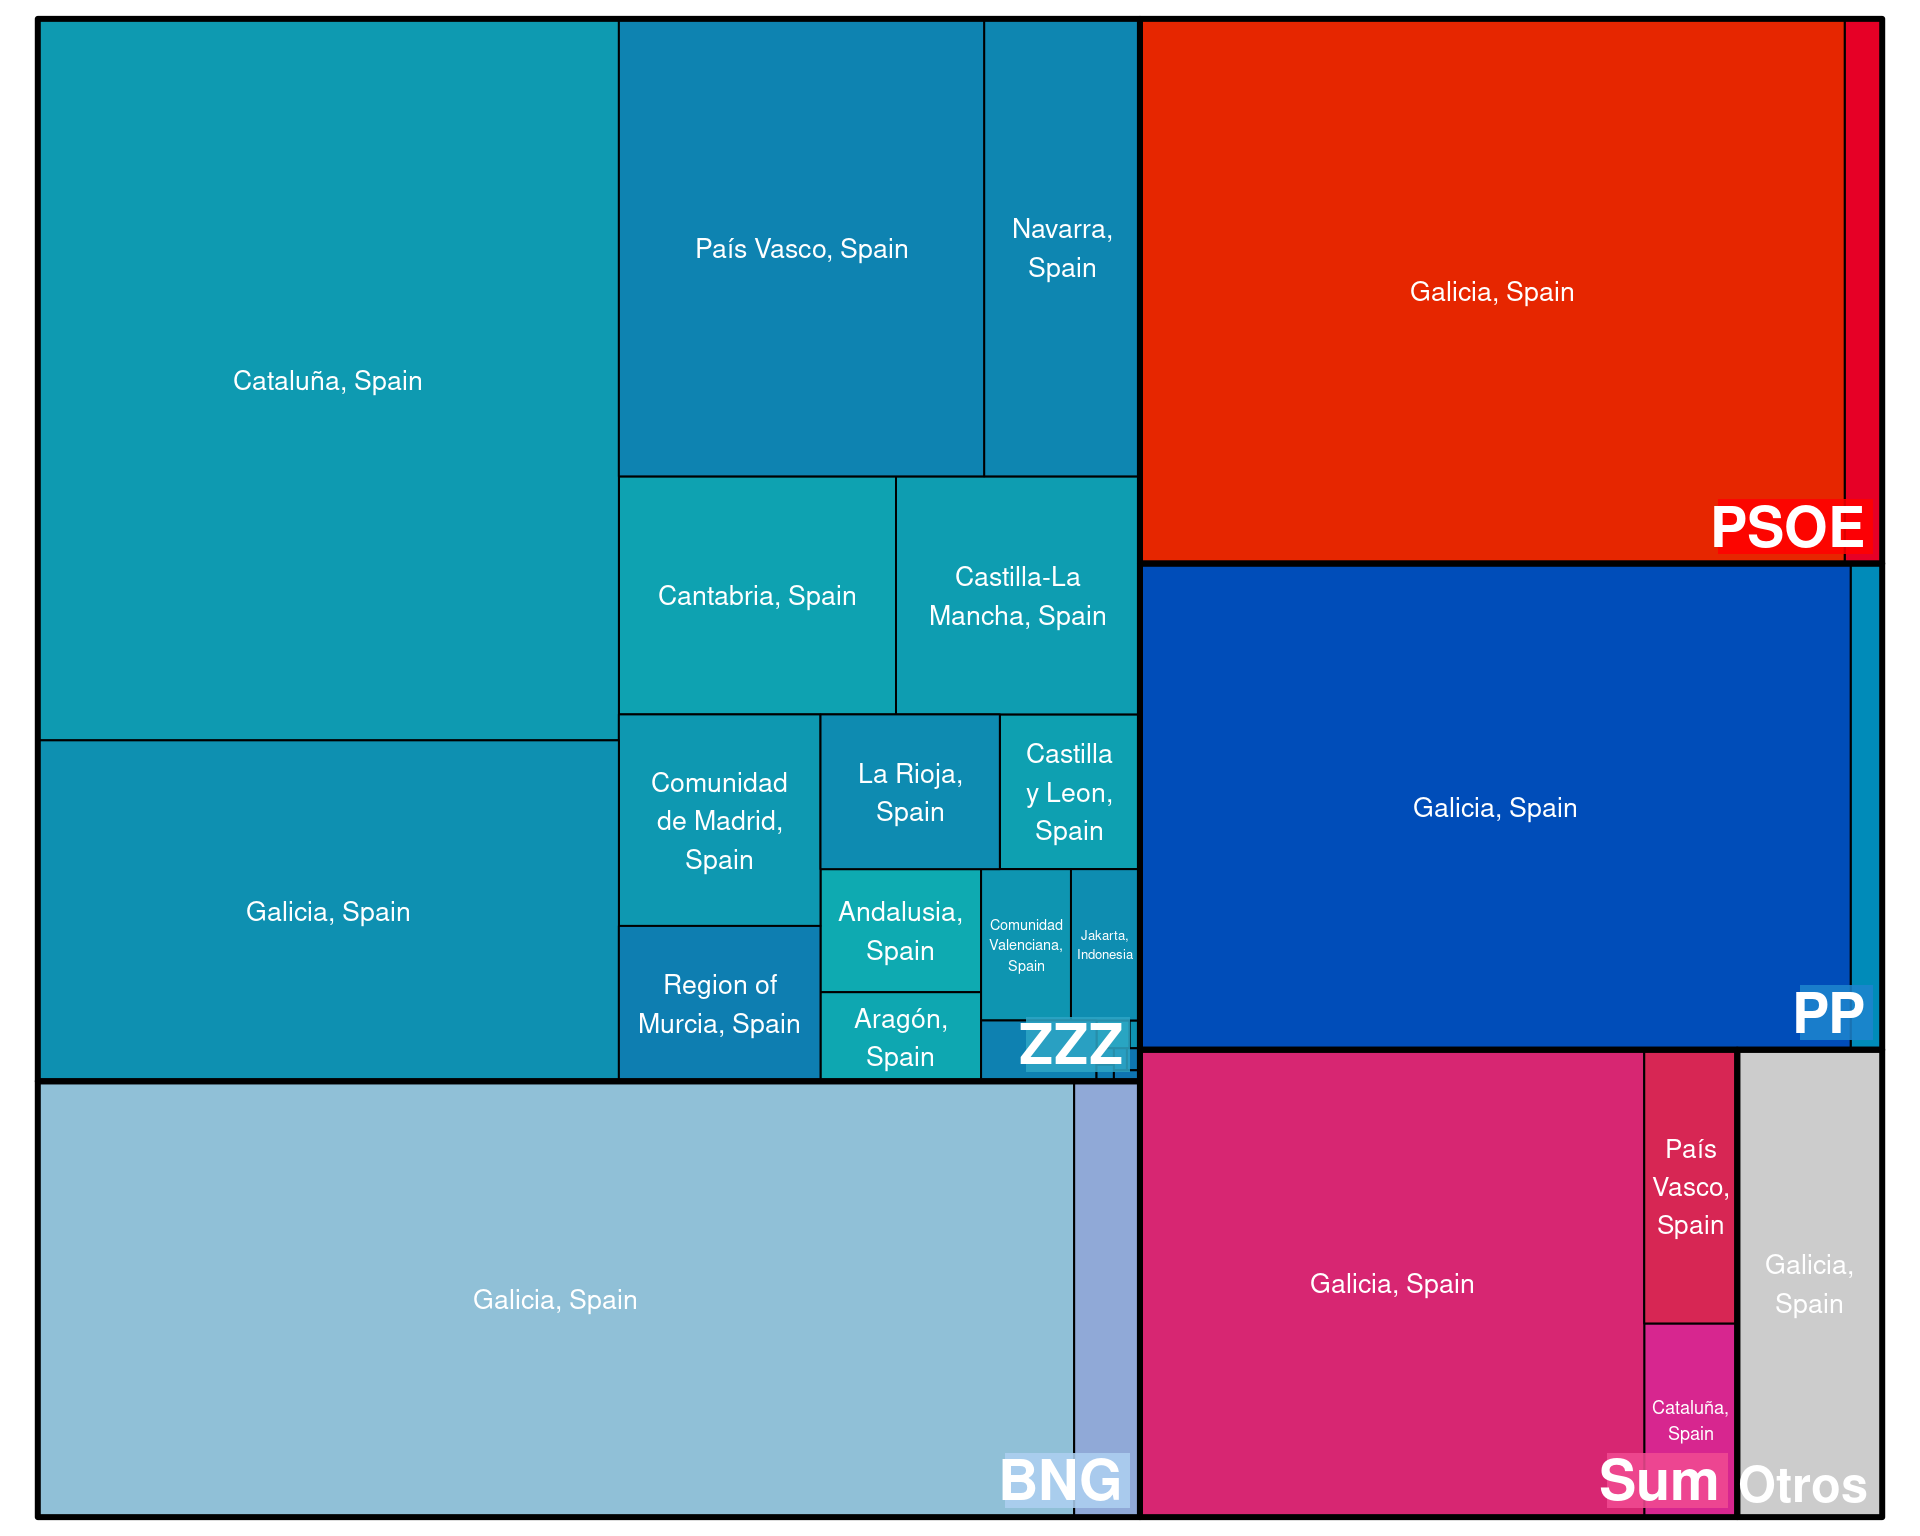 Cataluña, Spain
País Vasco, Spain
Navarra,
Spain
Cantabria, Spain
Castilla-La
Mancha, Spain
Galicia, Spain
Comunidad
de Madrid,
Spain
La Rioja,
Spain
Castilla
y Leon,
Spain
Region of
Murcia, Spain
Andalusia,
Spain
Comunidad
Valenciana,
Spain
Jakarta,
Indonesia
Aragón,
Spain
ZZZ
Galicia, Spain
BNG
Galicia, Spain
PSOE
Galicia, Spain
PP
Galicia, Spain
País
Vasco,
Spain
Cataluña,
Spain
Sum
Galicia,
Spain
Otros